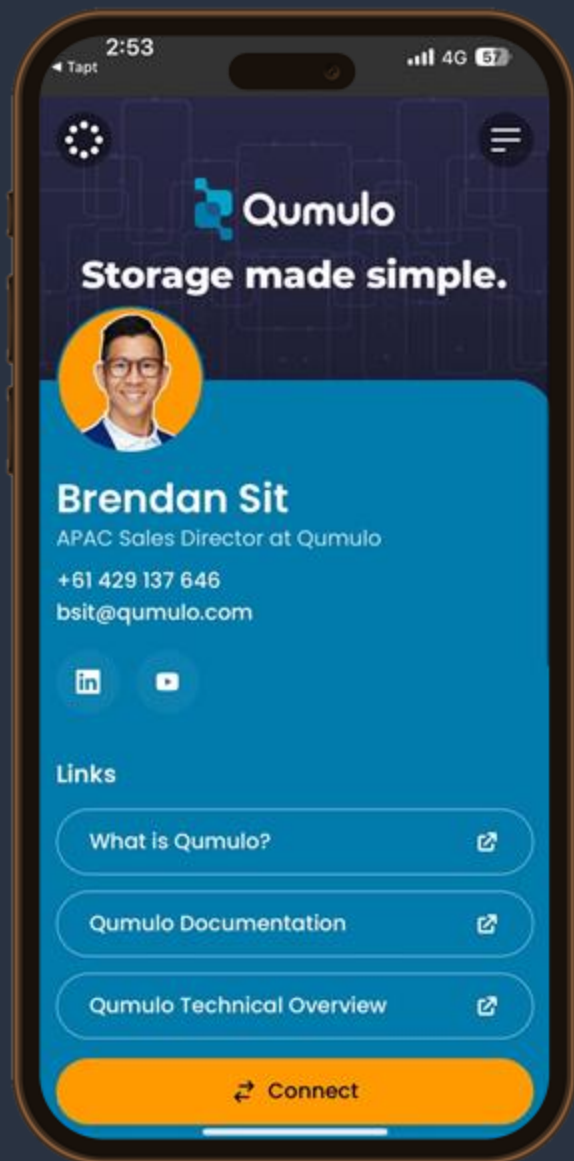 2:53
◄ Tapt
4G 57
Qumulo
Storage made simple.
Brendan Sit
APAC Sales Director at Qumulo
+61 429 137 646
bsit@qumulo.com
in
Links
What is Qumulo?
Qumulo Documentation
Qumulo Technical Overview
Connect